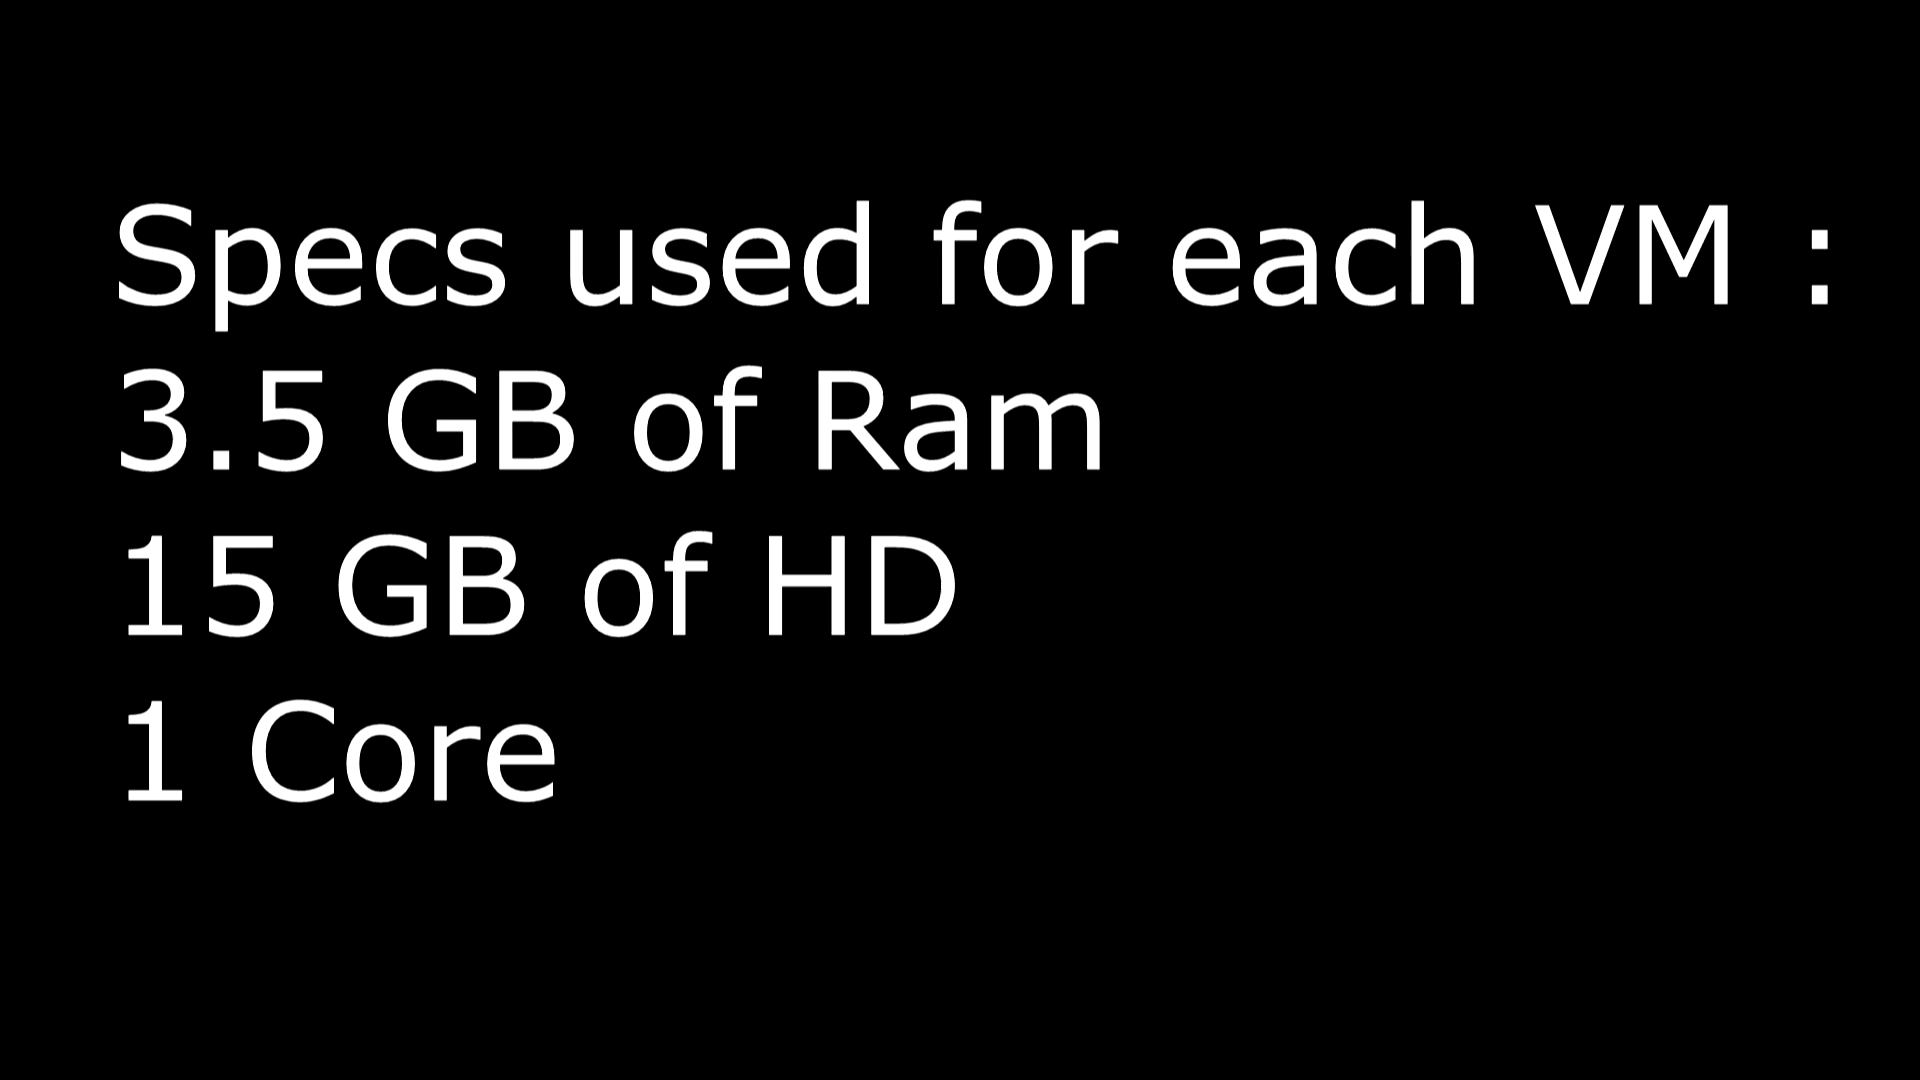 Specs used for each VM :
3.5 GB of Ram
15 GB of HD
1 Core